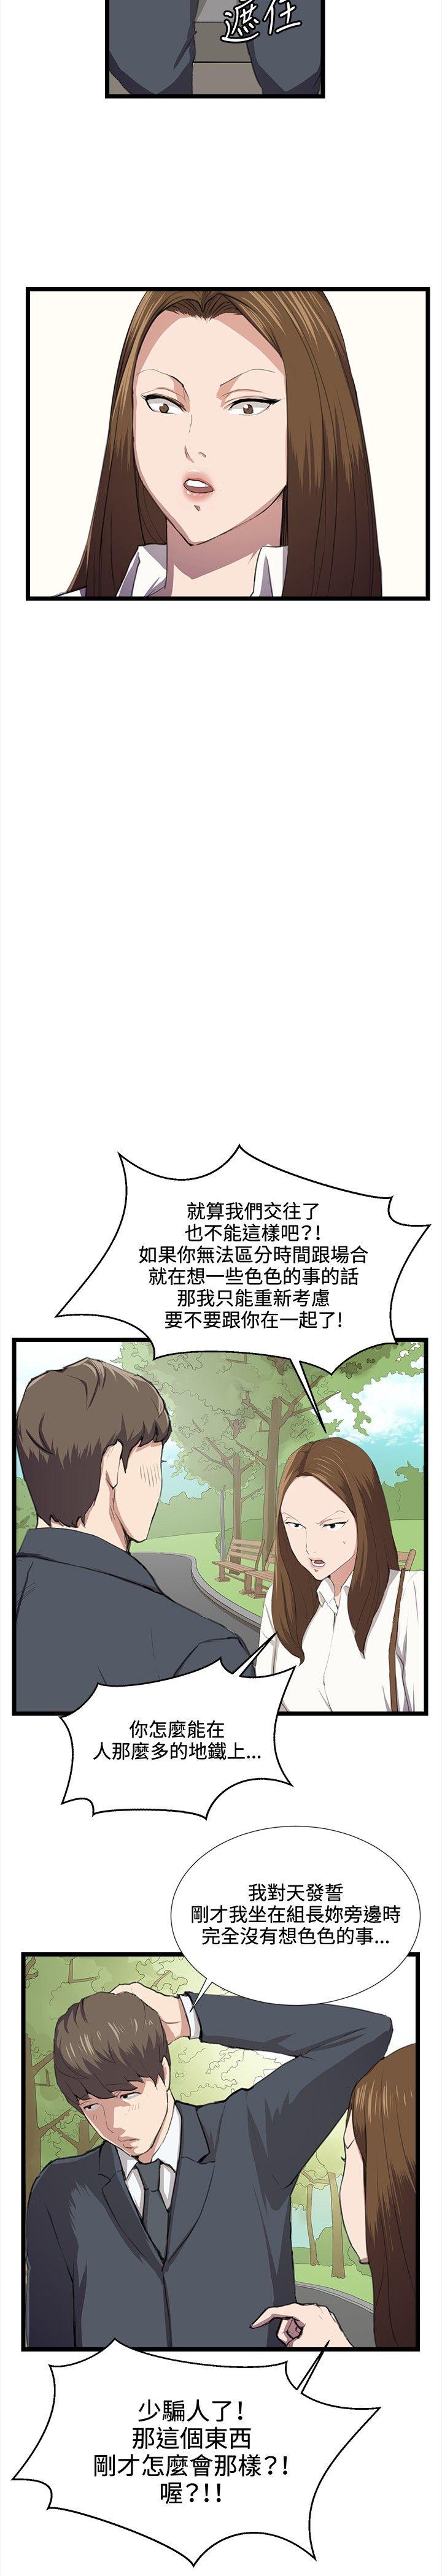 遮住
就算我們交往了
也不能這樣吧?!
如果你無法區分時間跟場合
就在想一些色色的事的話
那我只能重新考慮
要不要跟你在一起了!
你怎麼能在
人那麼多的地鐵上...
我對天發誓
剛才我坐在組長妳旁邊時
完全沒有想色色的事...
少騙人了!
那這個東西
剛才怎麼會那樣?!
喔?!!